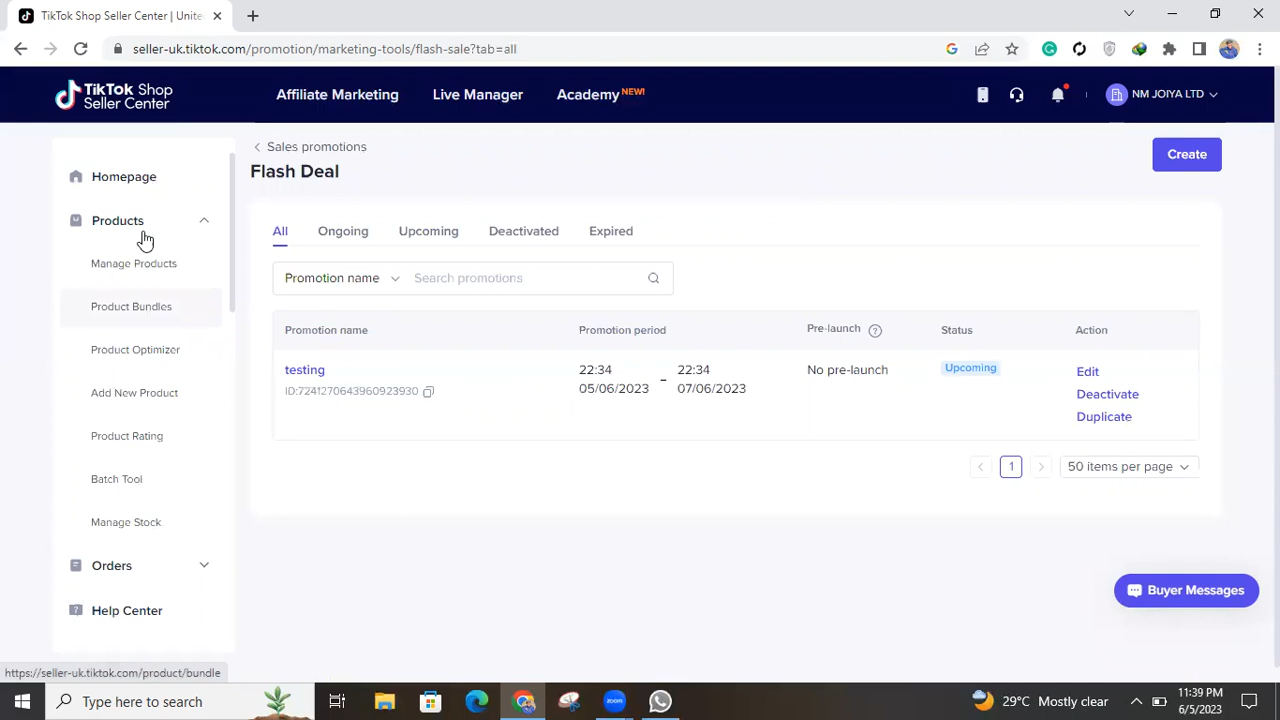 TikTok Shop Seller Center | Unite
seller-uk.tiktok.com/promotion/marketing-tools/flash-sale?tab=all
TikTok Shop
Seller Center
Affiliate Marketing
Live Manager
Academy NEW!
NM JOIYA LTD
Homepage
Products
Manage Products
Product Bundles
Product Optimizer
Add New Product
Product Rating
Batch Tool
Manage Stock
Orders
Help Center
Sales promotions
Flash Deal
Create
All Ongoing Upcoming Deactivated Expired
Promotion name Search promotions
Promotion name Promotion period Pre-launch ? Status Action
testing
ID:7241270643960923930
22:34 - 22:34
05/06/2023 07/06/2023
No pre-launch
Upcoming
Edit
Deactivate
Duplicate
1 50 items per page
Buyer Messages
https://seller-uk.tiktok.com/product/bundle
Type here to search
zoom
29°C Mostly clear
11:39 PM
6/5/2023